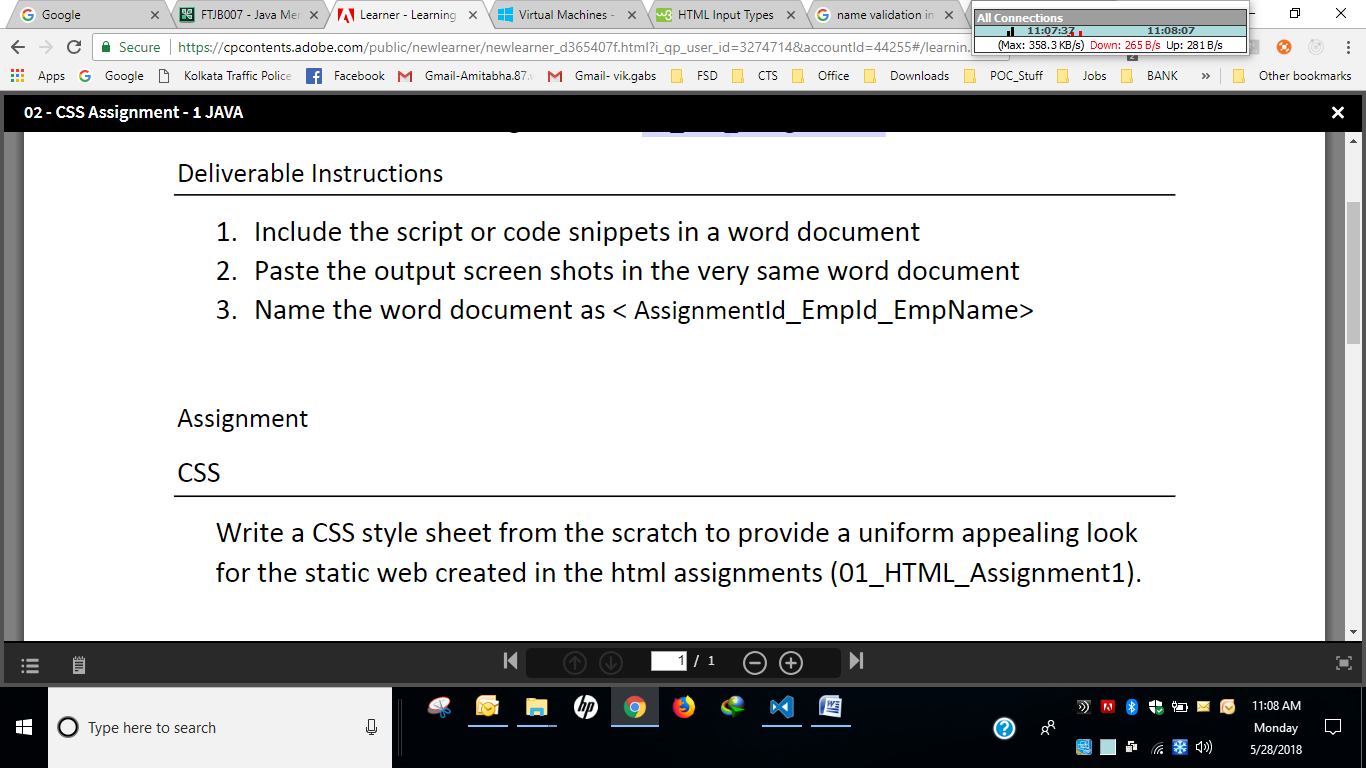 Google
FTJB007 - Java Mer
Learner - Learning
Virtual Machines -
HTML Input Types
name validation in
All Connections
11:07:37 11:08:07
(Max: 358.3 KB/s) Down: 265 B/s Up: 281 B/s
Secure https://cpcontents.adobe.com/public/newlearner/newlearner_d365407f.html?i_qp_user_id=3274714&accountId=44255#/learnin
Apps Google Kolkata Traffic Police Facebook Gmail-Amitabha.87. Gmail- vik.gabs FSD CTS Office Downloads POC_Stuff Jobs BANK » Other bookmarks
02 - CSS Assignment - 1 JAVA
Deliverable Instructions
1. Include the script or code snippets in a word document
2. Paste the output screen shots in the very same word document
3. Name the word document as < AssignmentId_EmpId_EmpName>
Assignment
CSS
Write a CSS style sheet from the scratch to provide a uniform appealing look
for the static web created in the html assignments (01_HTML_Assignment1).
1 / 1
Type here to search
11:08 AM
Monday
5/28/2018